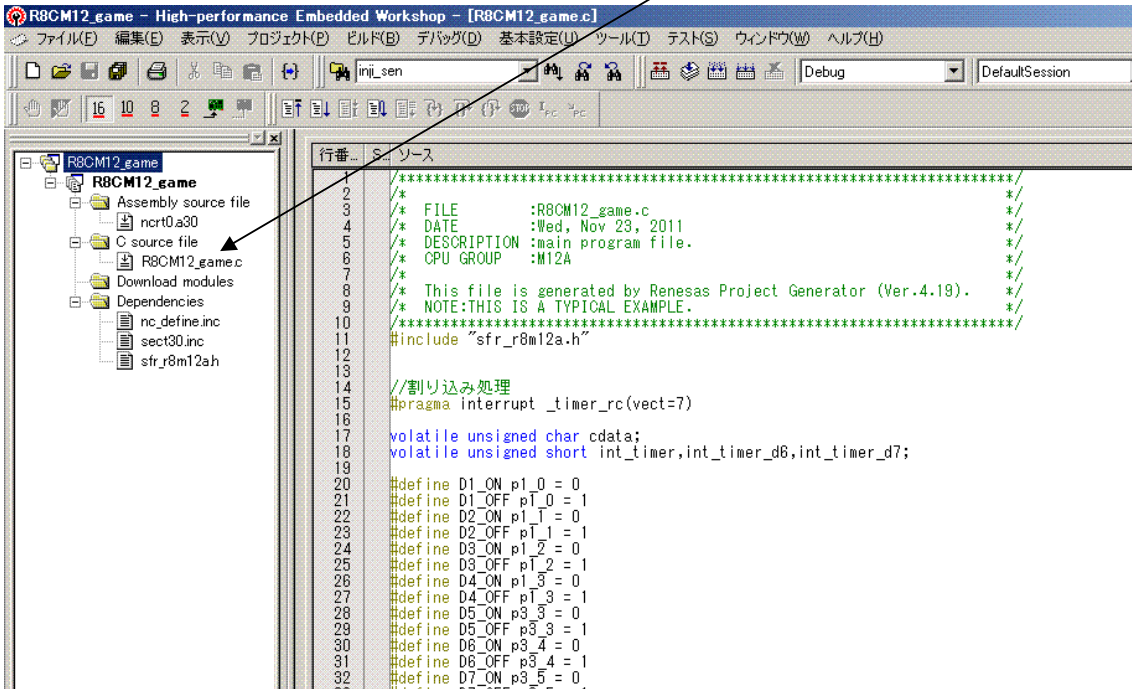 R8CM12_game - High-performance Embedded Workshop - [R8CM12_game.c]
ファイル(F) 編集(E) 表示(V) プロジェクト(P) ビルド(B) デバッグ(D) 基本設定(U) ツール(T) テスト(S) ウィンドウ(W) ヘルプ(H)
inji_sen Debug DefaultSession
16 10 8 2
行番... S... ソース
R8CM12_game
R8CM12_game
Assembly source file
ncrt0.a30
C source file
R8CM12_game.c
Download modules
Dependencies
nc_define.inc
sect30.inc
sfr_r8m12a.h
1 /***********************************************************************/
2 /* */
3 /* FILE :R8CM12_game.c */
4 /* DATE :Wed, Nov 23, 2011 */
5 /* DESCRIPTION :main program file. */
6 /* CPU GROUP :M12A */
7 /* */
8 /* This file is generated by Renesas Project Generator (Ver.4.19). */
9 /* NOTE:THIS IS A TYPICAL EXAMPLE. */
10 /***********************************************************************/
11 #include "sfr_r8m12a.h"
12
13
14 //割り込み処理
15 #pragma interrupt _timer_rc(vect=7)
16
17 volatile unsigned char cdata;
18 volatile unsigned short int_timer,int_timer_d6,int_timer_d7;
19
20 #define D1_ON p1_0 = 0
21 #define D1_OFF p1_0 = 1
22 #define D2_ON p1_1 = 0
23 #define D2_OFF p1_1 = 1
24 #define D3_ON p1_2 = 0
25 #define D3_OFF p1_2 = 1
26 #define D4_ON p1_3 = 0
27 #define D4_OFF p1_3 = 1
28 #define D5_ON p3_3 = 0
29 #define D5_OFF p3_3 = 1
30 #define D6_ON p3_4 = 0
31 #define D6_OFF p3_4 = 1
32 #define D7_ON p3_5 = 0